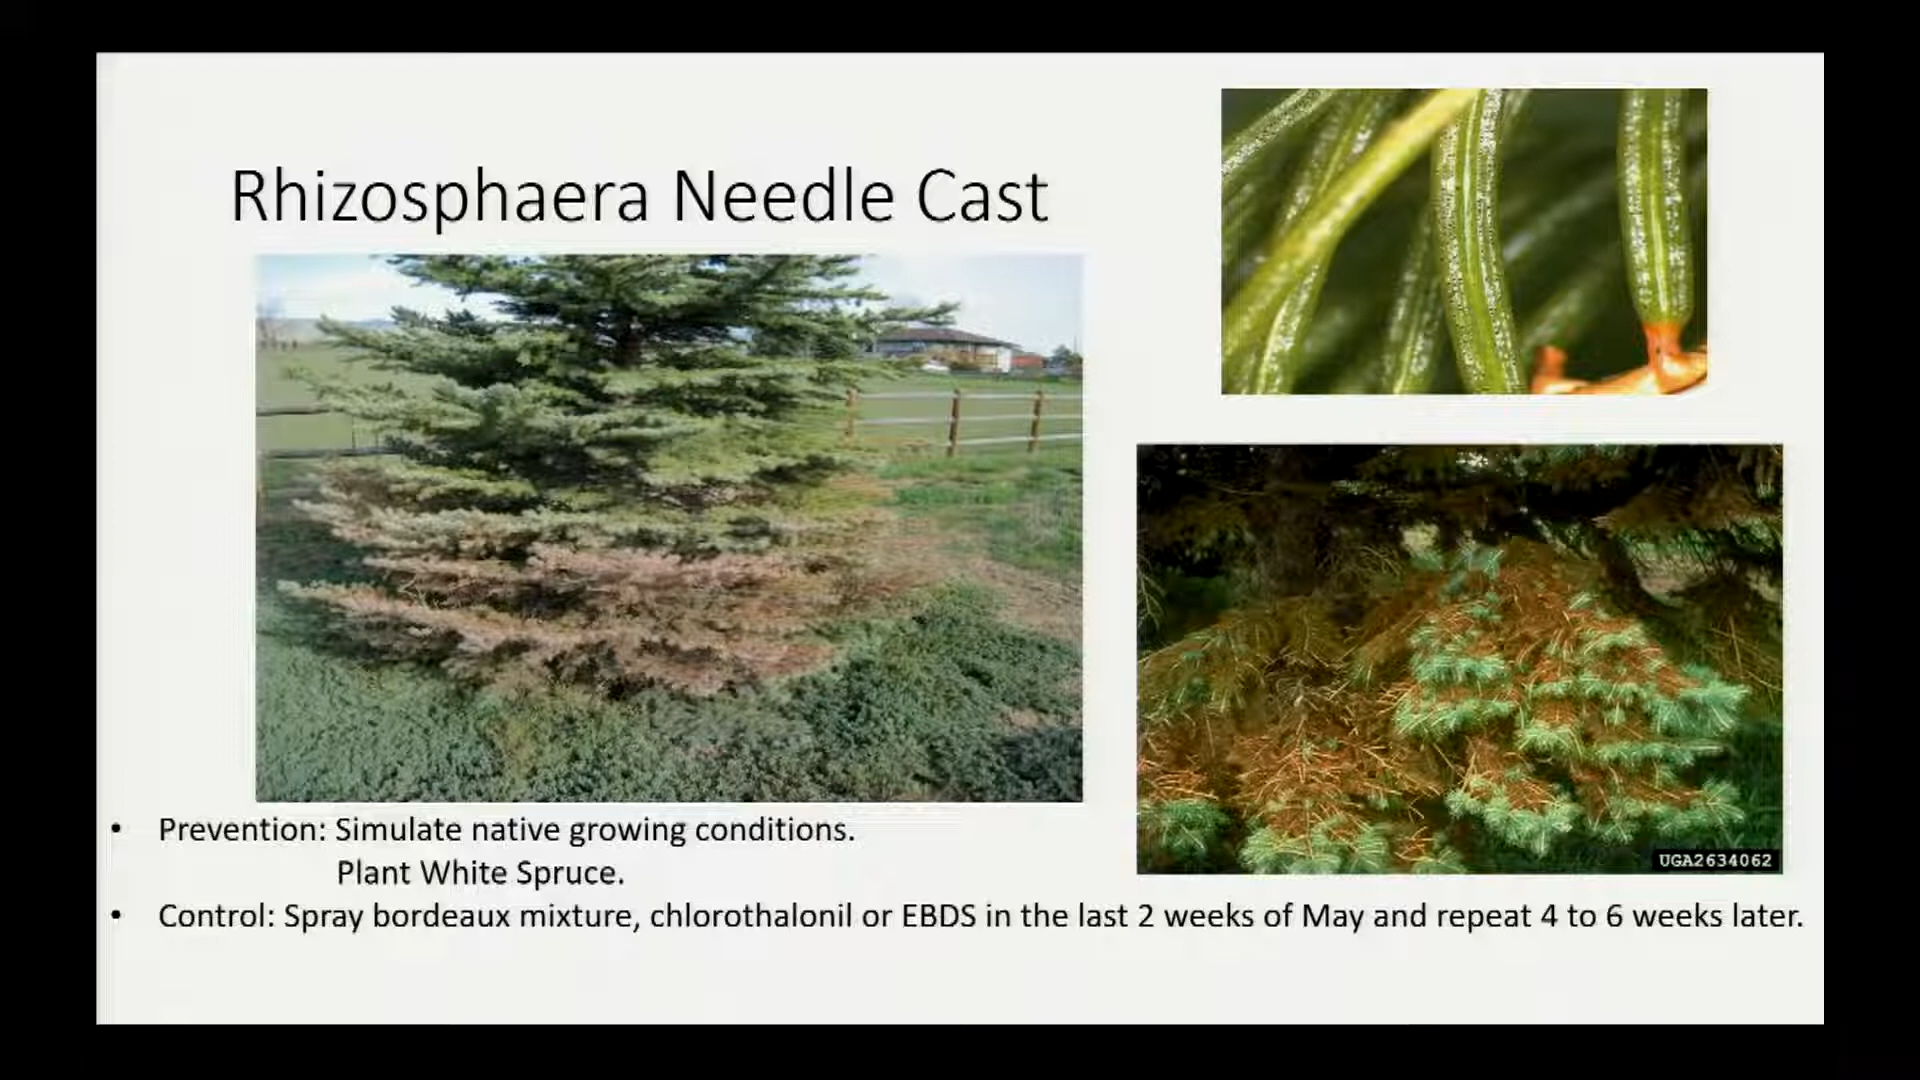 Rhizosphaera Needle Cast
UGA2634062
• Prevention: Simulate native growing conditions.
Plant White Spruce.
• Control: Spray bordeaux mixture, chlorothalonil or EBDS in the last 2 weeks of May and repeat 4 to 6 weeks later.